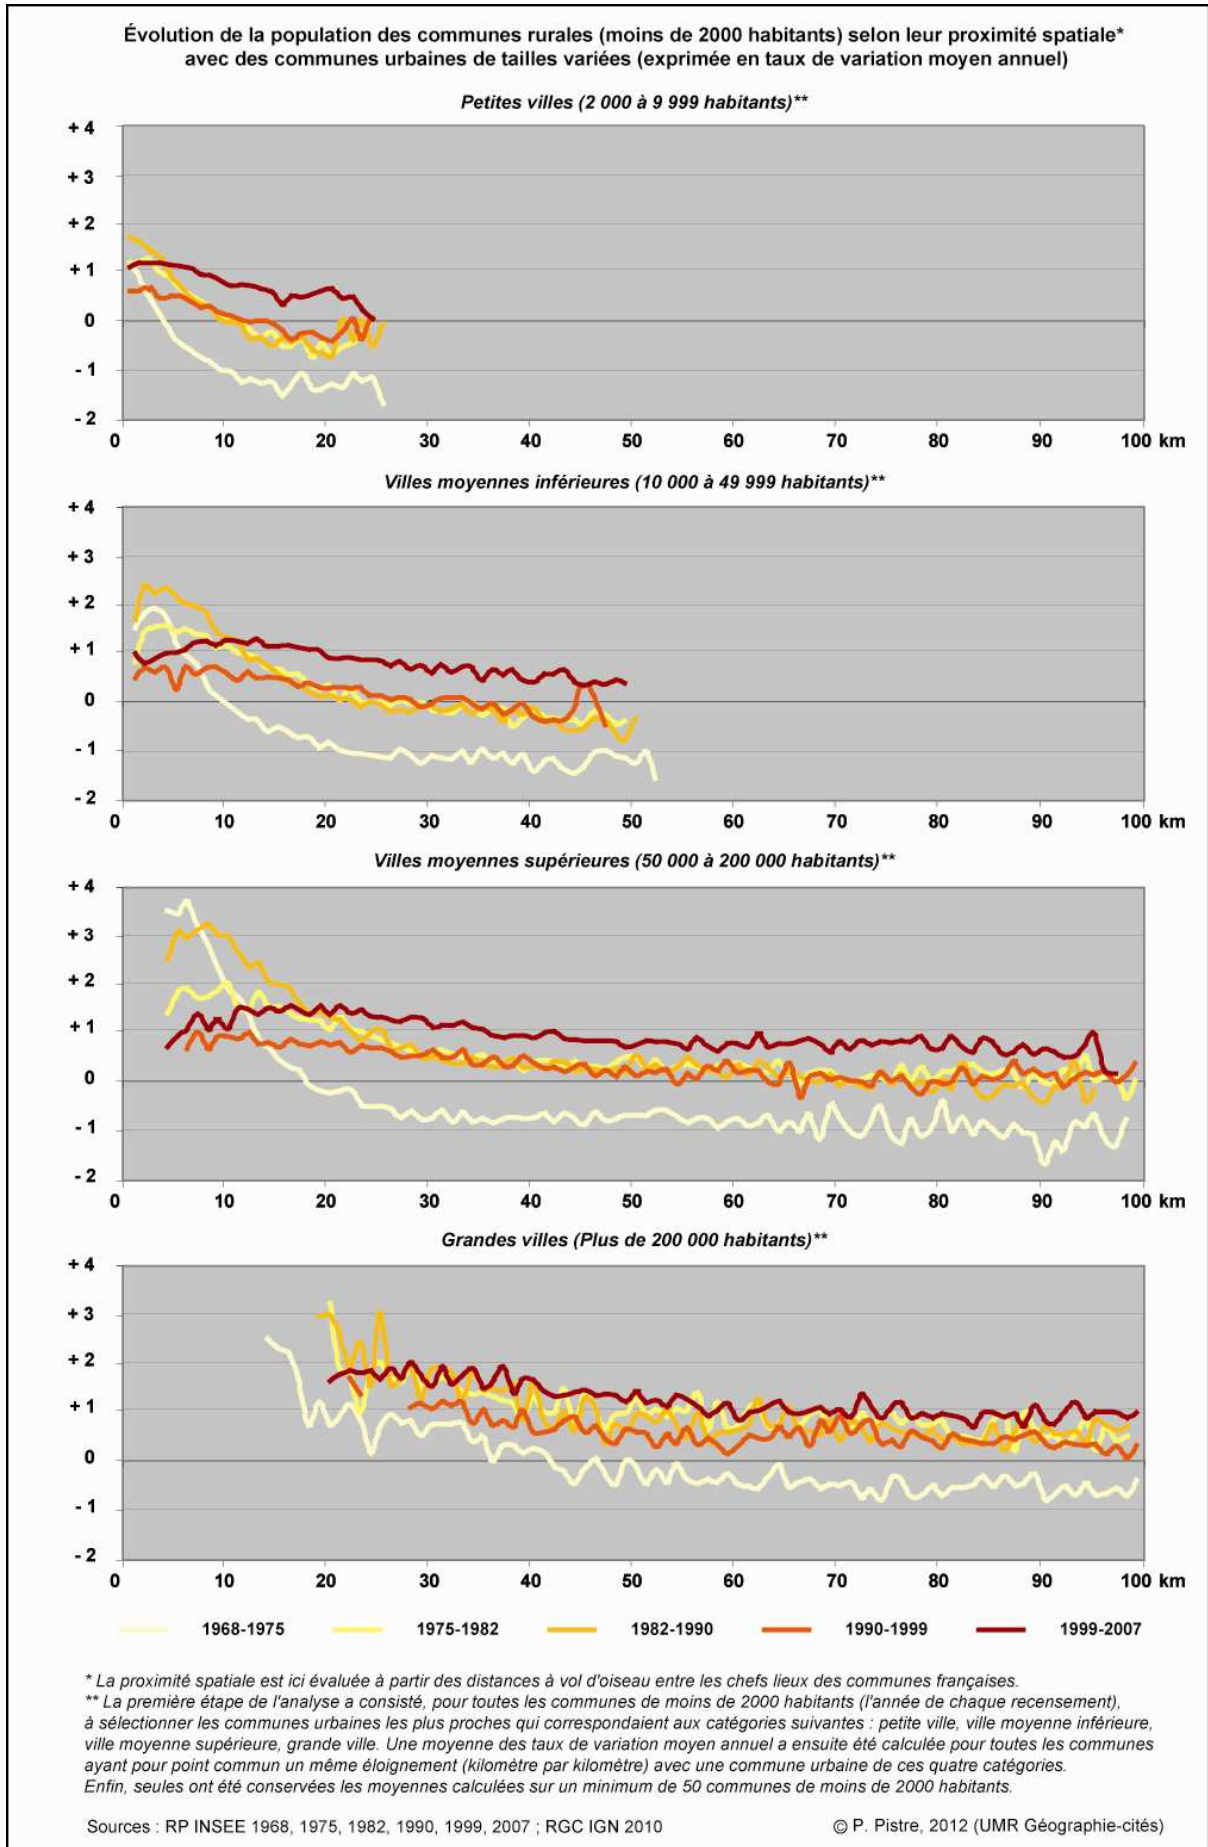 Évolution de la population des communes rurales (moins de 2000 habitants) selon leur proximité spatiale*
avec des communes urbaines de tailles variées (exprimée en taux de variation moyen annuel)
Petites villes (2 000 à 9 999 habitants)**
+ 4
+ 3
+ 2
+ 1
0
- 1
- 2
0 10 20 30 40 50 60 70 80 90 100 km
Villes moyennes inférieures (10 000 à 49 999 habitants)**
+ 4
+ 3
+ 2
+ 1
0
- 1
- 2
0 10 20 30 40 50 60 70 80 90 100 km
Villes moyennes supérieures (50 000 à 200 000 habitants)**
+ 4
+ 3
+ 2
+ 1
0
- 1
- 2
0 10 20 30 40 50 60 70 80 90 100 km
Grandes villes (Plus de 200 000 habitants)**
+ 4
+ 3
+ 2
+ 1
0
- 1
- 2
0 10 20 30 40 50 60 70 80 90 100 km
1968-1975 1975-1982 1982-1990 1990-1999 1999-2007
* La proximité spatiale est ici évaluée à partir des distances à vol d'oiseau entre les chefs lieux des communes françaises.
** La première étape de l'analyse a consisté, pour toutes les communes de moins de 2000 habitants (l'année de chaque recensement),
à sélectionner les communes urbaines les plus proches qui correspondaient aux catégories suivantes : petite ville, ville moyenne inférieure,
ville moyenne supérieure, grande ville. Une moyenne des taux de variation moyen annuel a ensuite été calculée pour toutes les communes
ayant pour point commun un même éloignement (kilomètre par kilomètre) avec une commune urbaine de ces quatre catégories.
Enfin, seules ont été conservées les moyennes calculées sur un minimum de 50 communes de moins de 2000 habitants.
Sources : RP INSEE 1968, 1975, 1982, 1990, 1999, 2007 ; RGC IGN 2010 © P. Pistre, 2012 (UMR Géographie-cités)